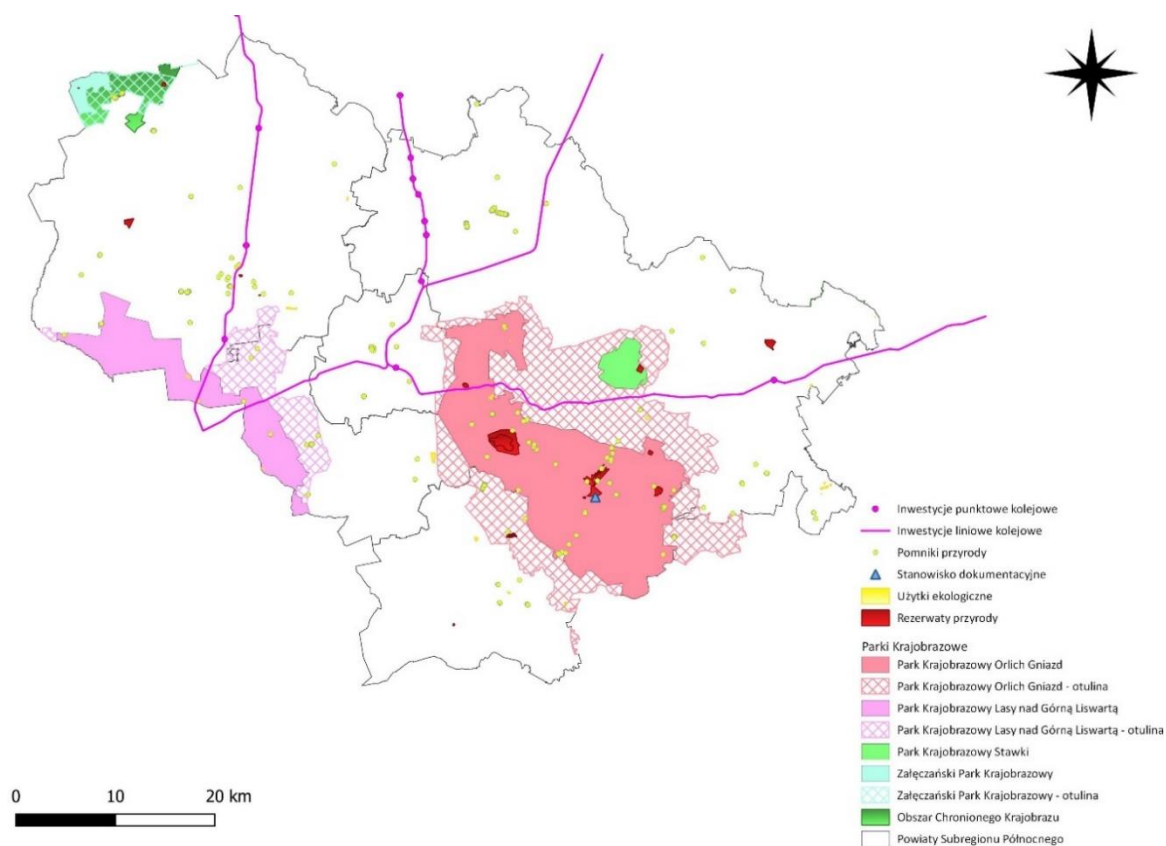 Inwestycje punktowe kolejowe
Inwestycje liniowe kolejowe
Pomniki przyrody
Stanowisko dokumentacyjne
Użytki ekologiczne
Rezerwaty przyrody
Parki Krajobrazowe
Park Krajobrazowy Orlich Gniazd
Park Krajobrazowy Orlich Gniazd - otulina
Park Krajobrazowy Lasy nad Górną Liswartą
Park Krajobrazowy Lasy nad Górną Liswartą - otulina
Park Krajobrazowy Stawki
Załęczański Park Krajobrazowy
Załęczański Park Krajobrazowy - otulina
Obszar Chronionego Krajobrazu
Powiaty Subregionu Północnego
0 10 20 km